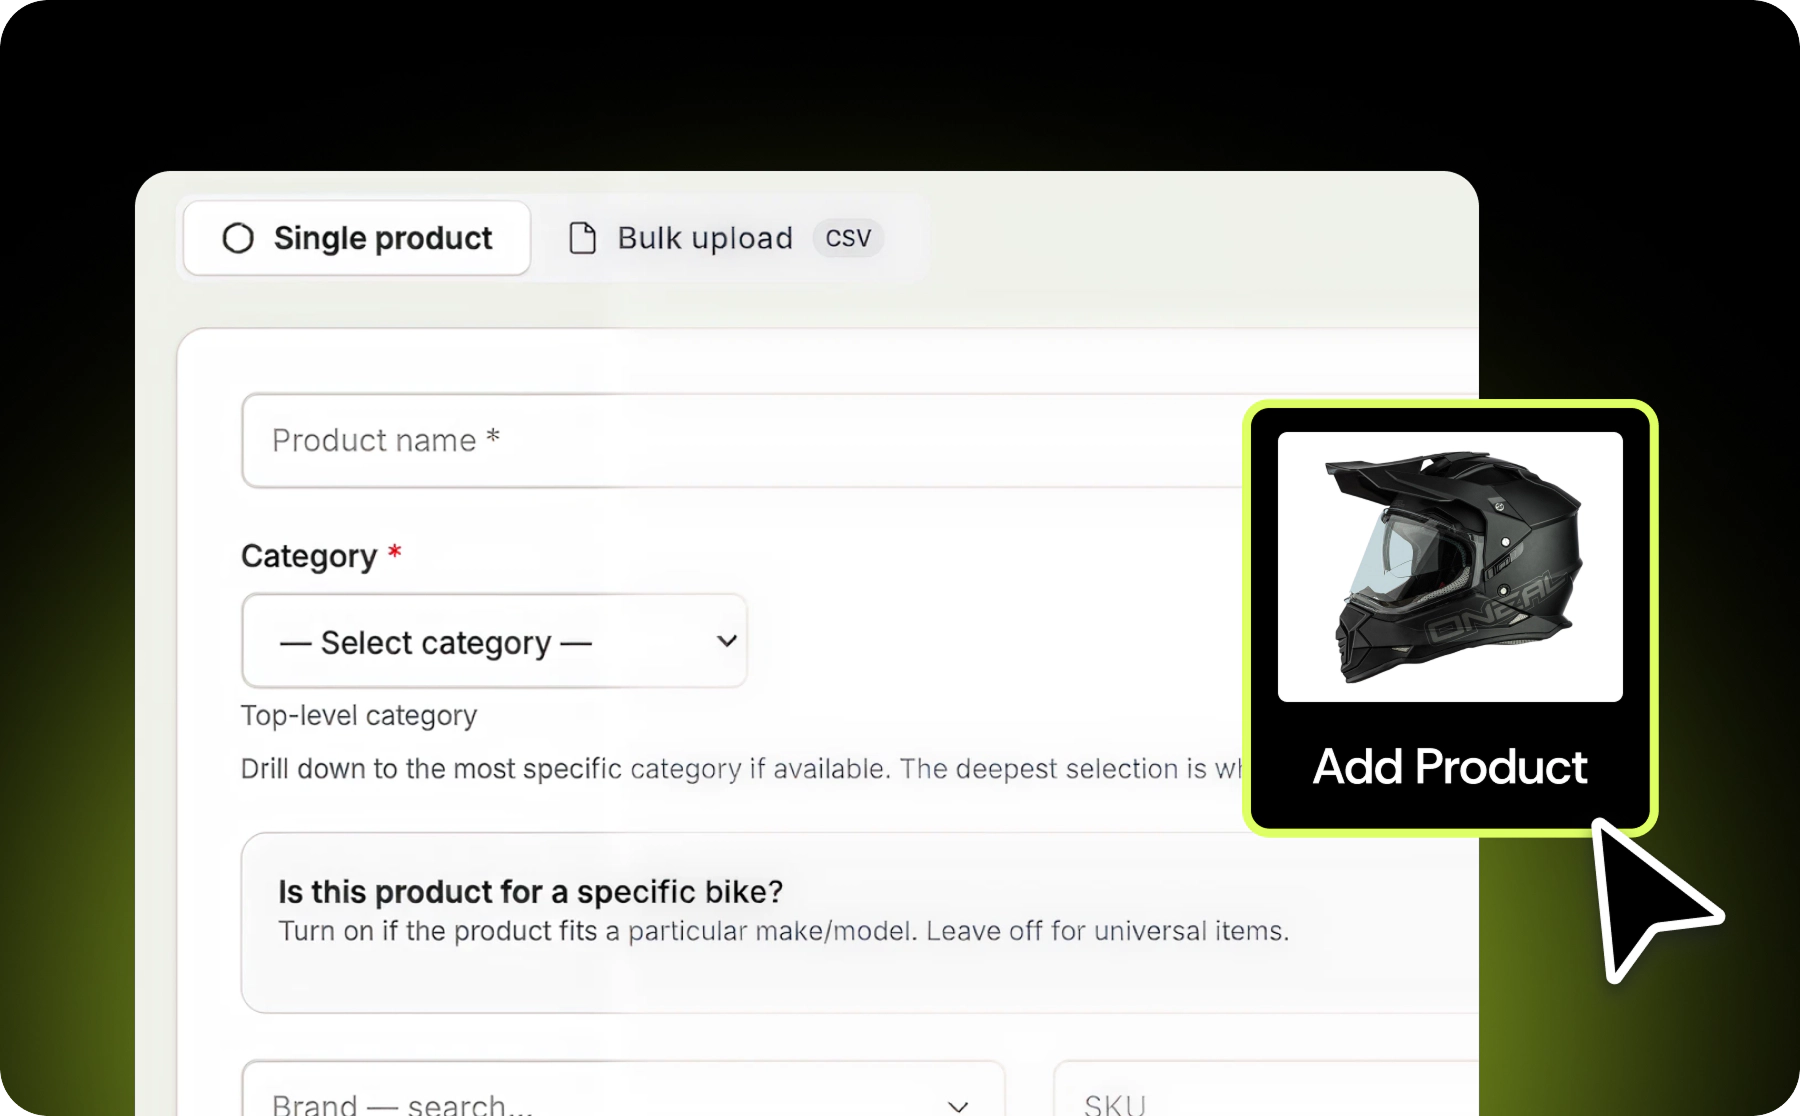 Single product
Bulk upload CSV
Product name *
Category *
— Select category —
Top-level category
Drill down to the most specific category if available. The deepest selection is
Is this product for a specific bike?
Turn on if the product fits a particular make/model. Leave off for universal items.
Brand — search...
SKU
ONEAL
Add Product